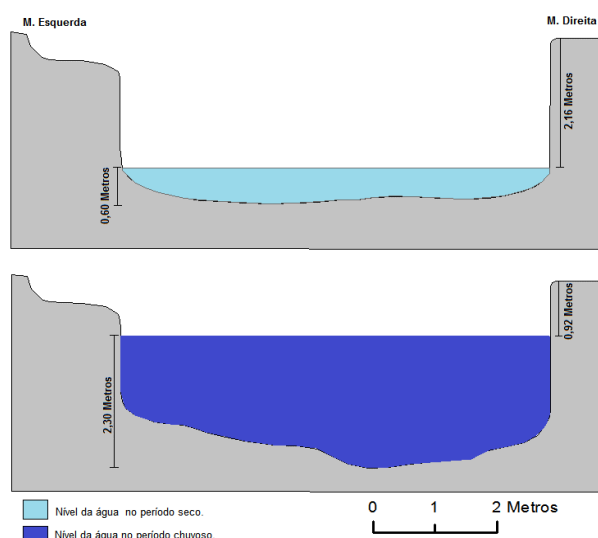 M. Esquerda
M. Direita
2,16 Metros
0,60 Metros
0,92 Metros
2,30 Metros
Nível da água no período seco.
0 1 2 Metros
Nível da água no período chuvoso